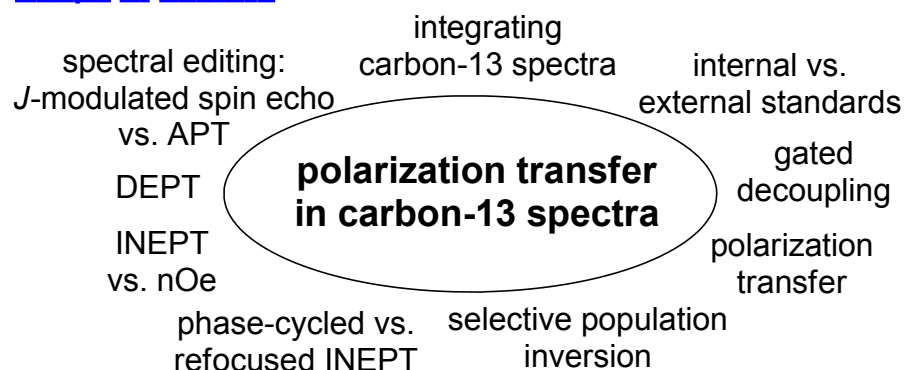 integrating
carbon-13 spectra
internal vs.
external standards
gated
decoupling
polarization
transfer
selective population
inversion
phase-cycled vs.
refocused INEPT
INEPT
vs. nOe
DEPT
spectral editing:
J-modulated spin echo
vs. APT
polarization transfer
in carbon-13 spectra